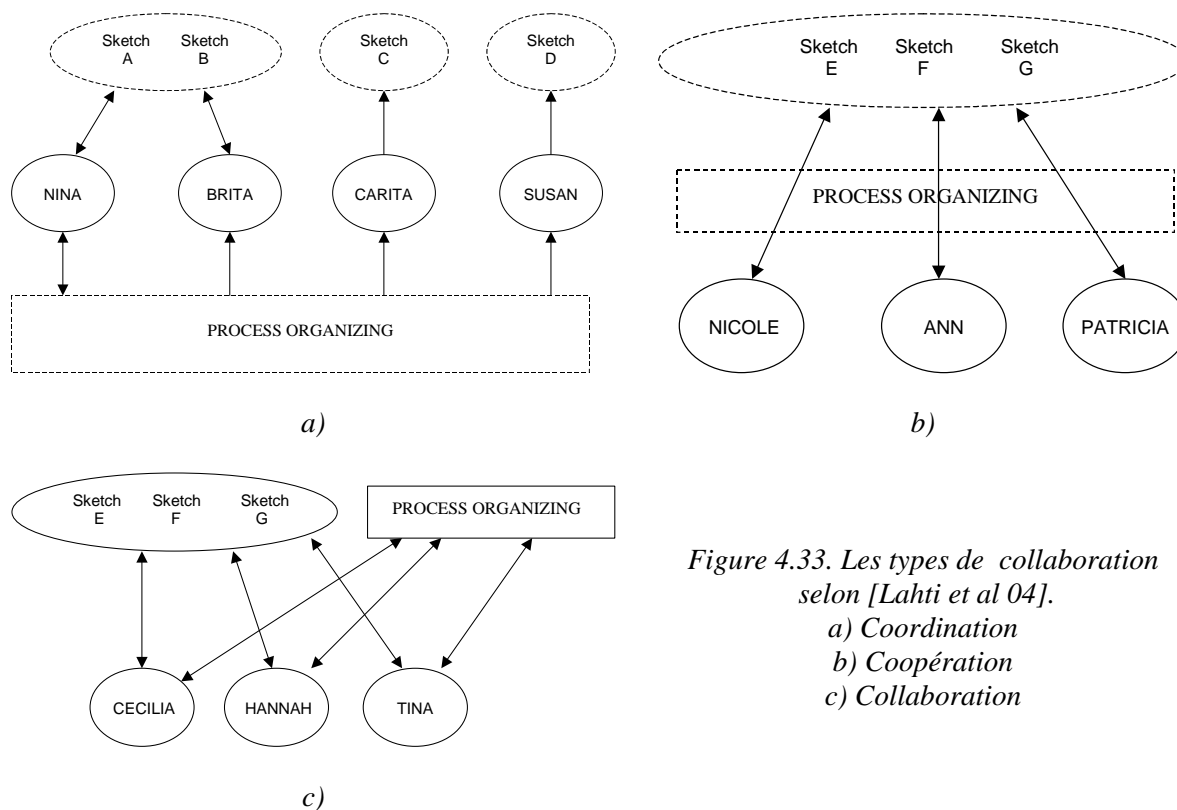 Sketch A
Sketch B
Sketch C
Sketch D
NINA
BRITA
CARITA
SUSAN
PROCESS ORGANIZING
a)
Sketch E
Sketch F
Sketch G
PROCESS ORGANIZING
NICOLE
ANN
PATRICIA
b)
Sketch E
Sketch F
Sketch G
PROCESS ORGANIZING
CECILIA
HANNAH
TINA
c)
Figure 4.33. Les types de collaboration
selon [Lahti et al 04].
a) Coordination
b) Coopération
c) Collaboration